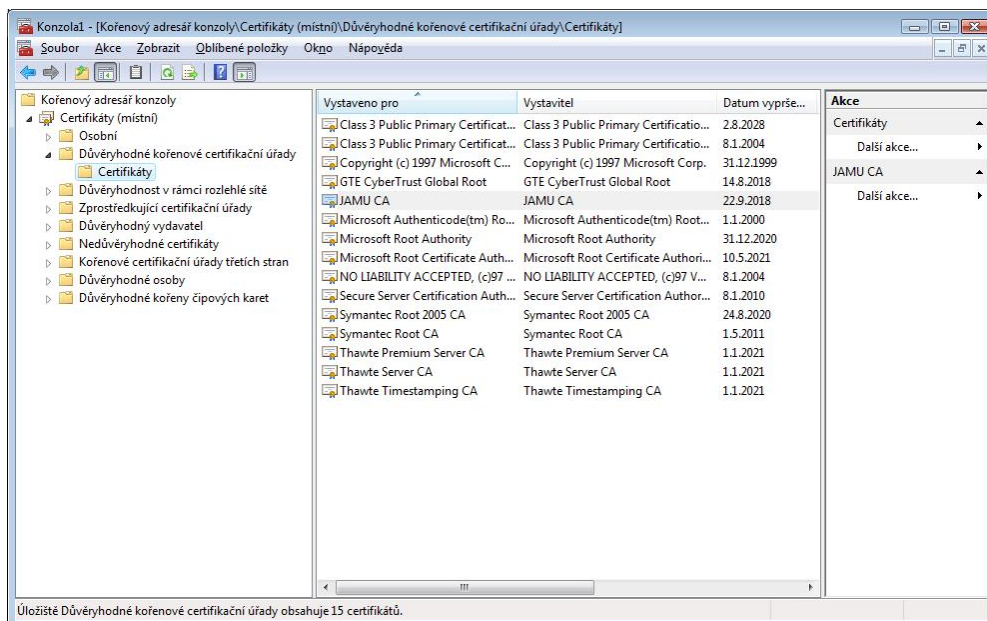 Konzola1 - [Kořenový adresář konzoly\Certifikáty (místní)\Důvěryhodné kořenové certifikační úřady\Certifikáty]
Soubor Akce Zobrazit Oblíbené položky Okno Nápověda
Kořenový adresář konzoly
Certifikáty (místní)
Osobní
Důvěryhodné kořenové certifikační úřady
Certifikáty
Důvěryhodnost v rámci rozlehlé sítě
Zprostředkující certifikační úřady
Důvěryhodný vydavatel
Nedůvěryhodné certifikáty
Kořenové certifikační úřady třetích stran
Důvěryhodné osoby
Důvěryhodné kořeny čipových karet
Vystaveno pro Vystavitel Datum vyprše...
Class 3 Public Primary Certificat... Class 3 Public Primary Certificatio... 2.8.2028
Class 3 Public Primary Certificat... Class 3 Public Primary Certificatio... 8.1.2004
Copyright (c) 1997 Microsoft C... Copyright (c) 1997 Microsoft Corp. 31.12.1999
GTE CyberTrust Global Root GTE CyberTrust Global Root 14.8.2018
JAMU CA JAMU CA 22.9.2018
Microsoft Authenticode(tm) Ro... Microsoft Authenticode(tm) Root... 1.1.2000
Microsoft Root Authority Microsoft Root Authority 31.12.2020
Microsoft Root Certificate Auth... Microsoft Root Certificate Authori... 10.5.2021
NO LIABILITY ACCEPTED, (c)97 ... NO LIABILITY ACCEPTED, (c)97 V... 8.1.2004
Secure Server Certification Auth... Secure Server Certification Author... 8.1.2010
Symantec Root 2005 CA Symantec Root 2005 CA 24.8.2020
Symantec Root CA Symantec Root CA 1.5.2011
Thawte Premium Server CA Thawte Premium Server CA 1.1.2021
Thawte Server CA Thawte Server CA 1.1.2021
Thawte Timestamping CA Thawte Timestamping CA 1.1.2021
Akce
Certifikáty
Další akce...
JAMU CA
Další akce...
Úložiště Důvěryhodné kořenové certifikační úřady obsahuje 15 certifikátů.